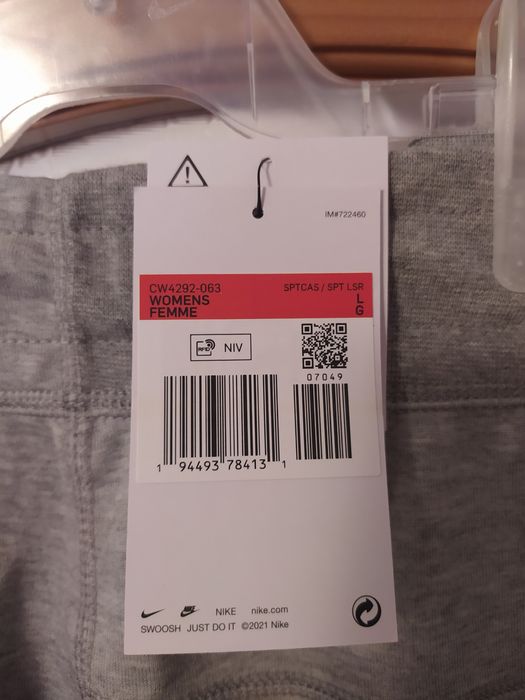 IM#722460
CW4292-063 SPTCAS / SPT LSR
WOMENS L
FEMME G
RFID NIV
07049
1 94493 78413 1
NIKE nike.com
SWOOSH JUST DO IT ©2021 Nike